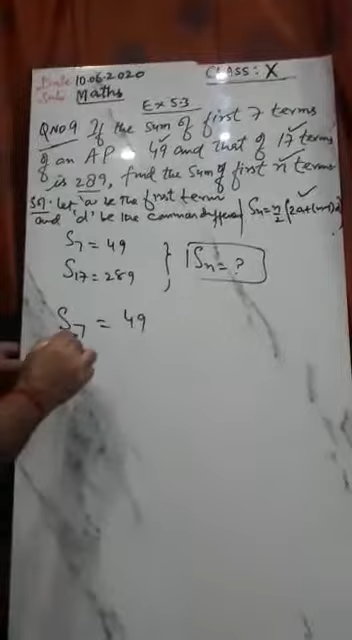 Date 10.06.2020 CLASS: X
Sub: Maths
Ex 5.3
Q NO 9 If the sum of first 7 terms
of an AP is 49 and that of 17 terms
is 289, find the sum of first n terms
Sol. let 'a' be the first term
and 'd' be the common difference Sn = n/2 (2a+(n-1)d)
S7 = 49
S17 = 289 } Sn = ?
S7 = 49